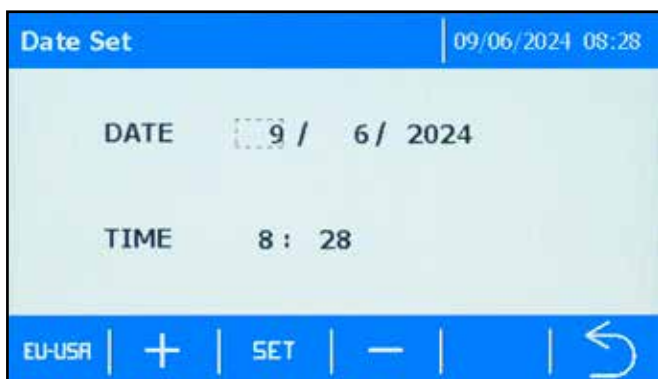 Date Set 09/06/2024 08:28
DATE 9 / 6 / 2024
TIME 8 : 28
EU-USA + SET −